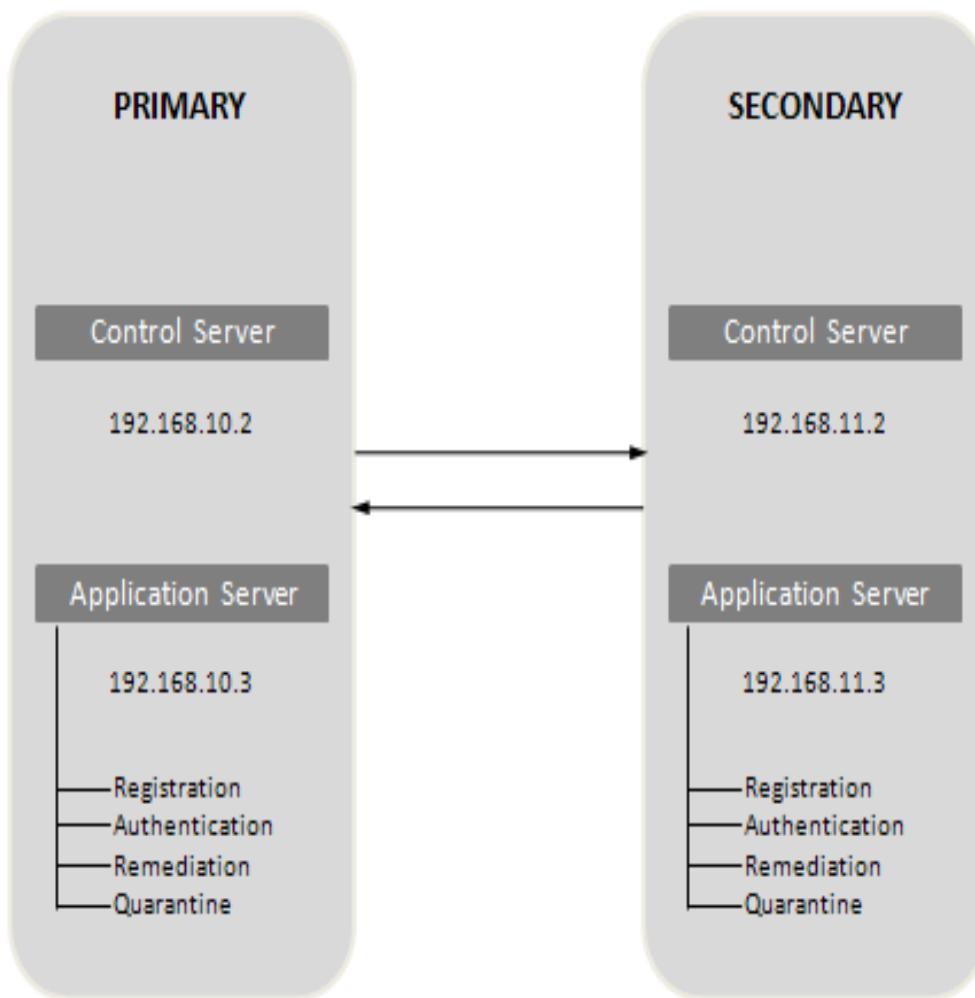 PRIMARY
Control Server
192.168.10.2
Application Server
192.168.10.3
Registration
Authentication
Remediation
Quarantine
SECONDARY
Control Server
192.168.11.2
Application Server
192.168.11.3
Registration
Authentication
Remediation
Quarantine